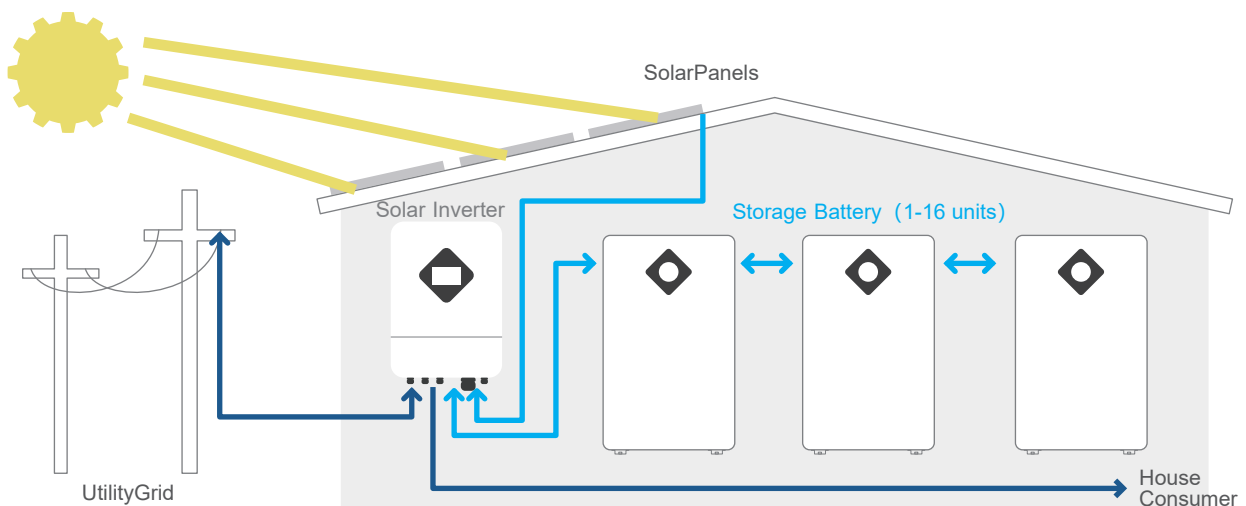 SolarPanels
Solar Inverter
Storage Battery（1-16 units）
UtilityGrid
House
Consumer